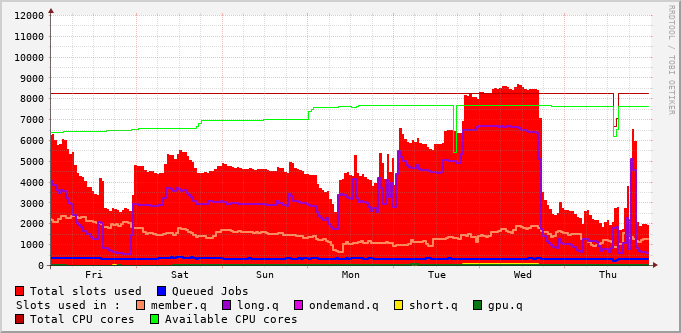 RRDTOOL / TOBI OETIKER
12000
11000
10000
9000
8000
7000
6000
5000
4000
3000
2000
1000
0
Fri Sat Sun Mon Tue Wed Thu
Total slots used Queued Jobs
Slots used in : member.q long.q ondemand.q short.q gpu.q
Total CPU cores Available CPU cores